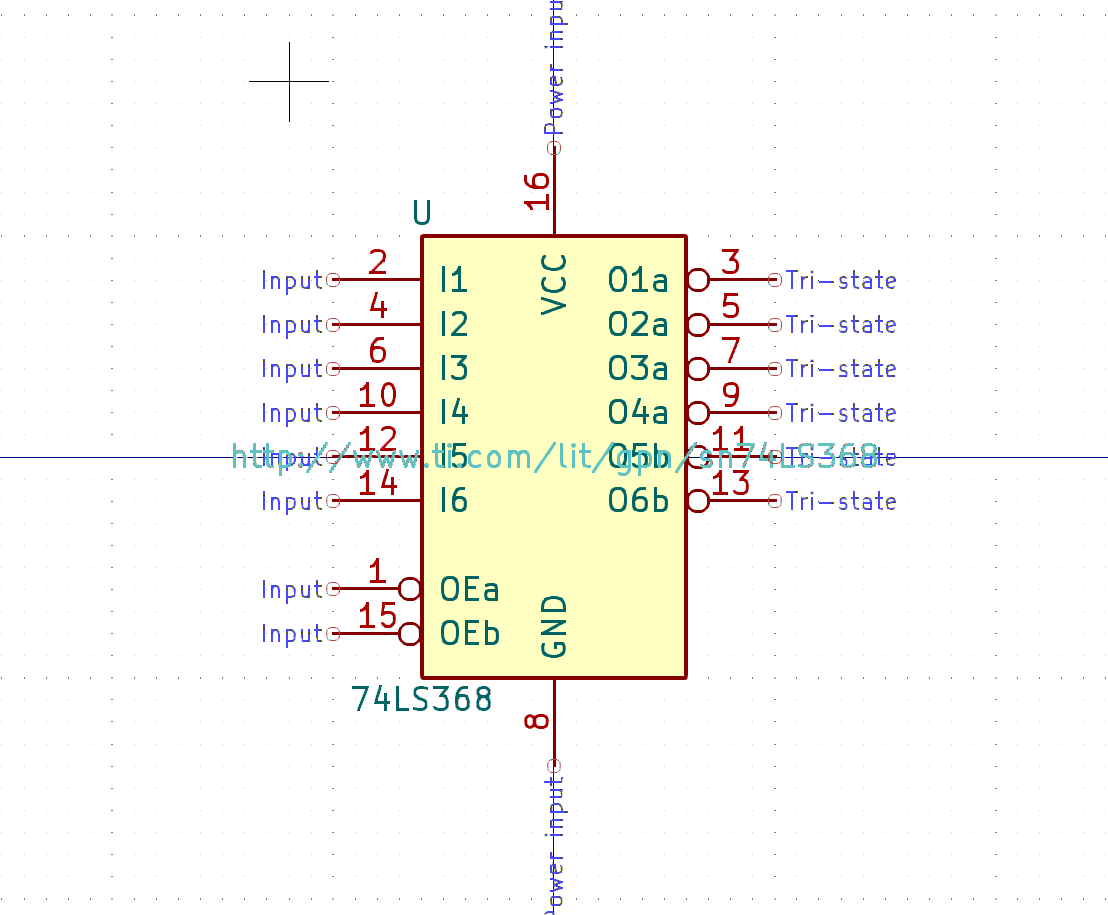 Power input
16
U
VCC
Input 2 I1 O1a 3 Tri-state
Input 4 I2 O2a 5 Tri-state
Input 6 I3 O3a 7 Tri-state
Input 10 I4 O4a 9 Tri-state
Input 12 I5 O5b 11 Tri-state
http://www.ti.com/lit/gpn/sn74LS368
Input 14 I6 O6b 13 Tri-state
Input 1 OEa
Input 15 OEb
GND
74LS368
8
Power input